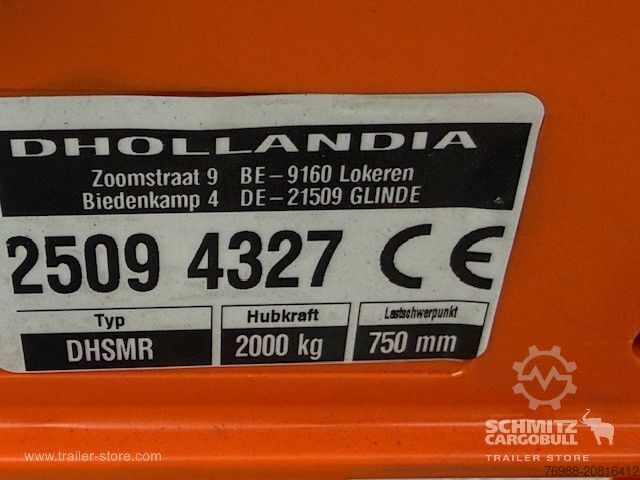 DHOLLANDIA
Zoomstraat 9 BE-9160 Lokeren
Biedenkamp 4 DE-21509 GLINDE
2509 4327 CE
Typ Hubkraft Lastschwerpunkt
DHSMR 2000 kg 750 mm
SCHMITZ
CARGOBULL
TRAILER STORE
www.trailer-store.com
76988-20816412